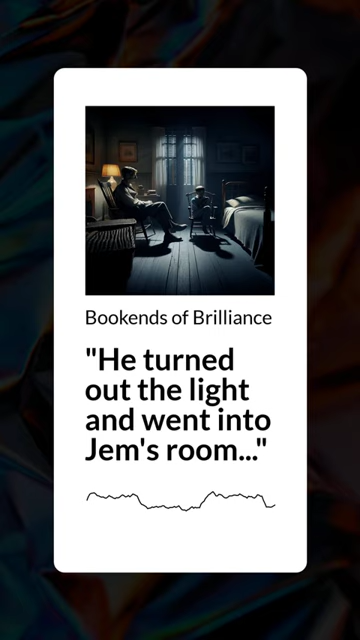 Bookends of Brilliance
"He turned
out the light
and went into
Jem's room..."